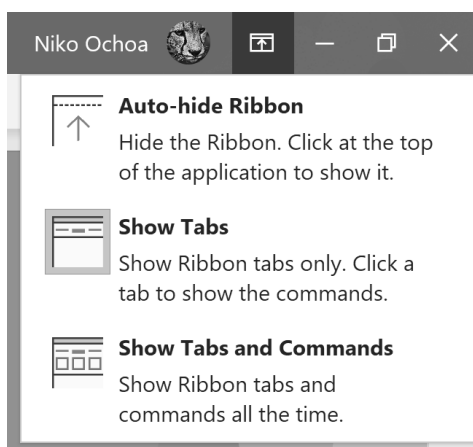 Niko Ochoa
Auto-hide Ribbon
Hide the Ribbon. Click at the top
of the application to show it.
Show Tabs
Show Ribbon tabs only. Click a
tab to show the commands.
Show Tabs and Commands
Show Ribbon tabs and
commands all the time.